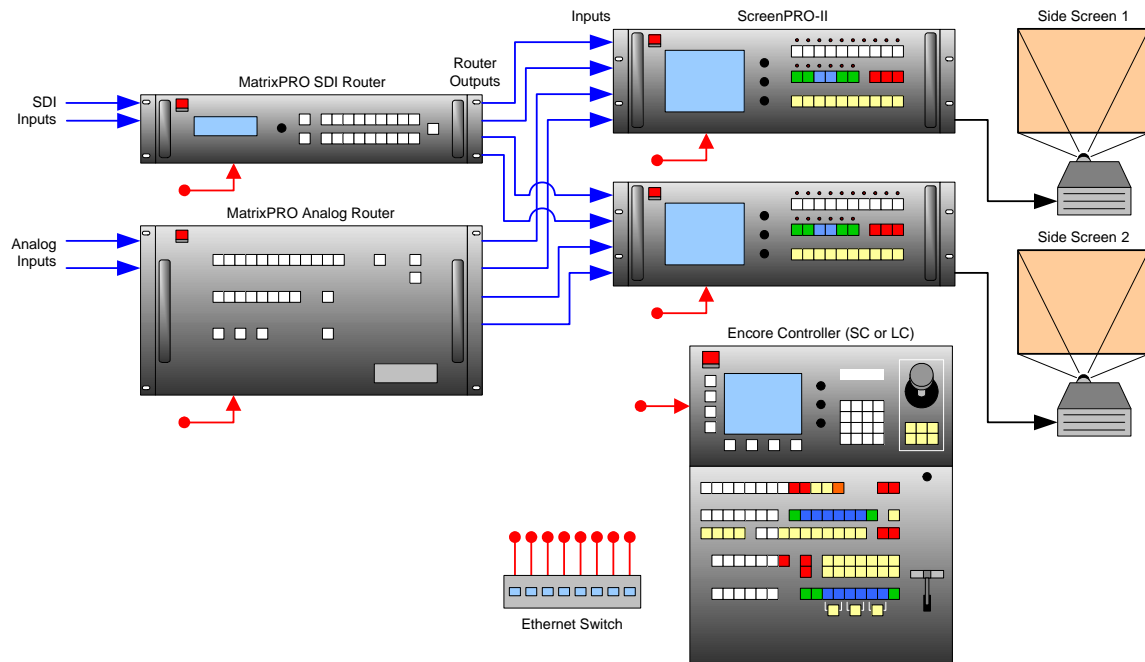 Inputs
ScreenPRO-II
Side Screen 1
Router
Outputs
MatrixPRO SDI Router
SDI
Inputs
MatrixPRO Analog Router
Analog
Inputs
Side Screen 2
Encore Controller (SC or LC)
Ethernet Switch